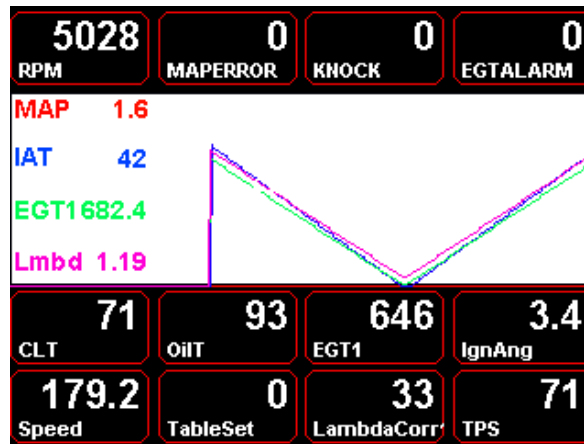 5028 0 0 0
RPM MAPERROR KNOCK EGTALARM
MAP 1.6
IAT 42
EGT1682.4
Lmbd 1.19
71 93 646 3.4
CLT OilT EGT1 IgnAng
179.2 0 33 71
Speed TableSet LambdaCorr TPS